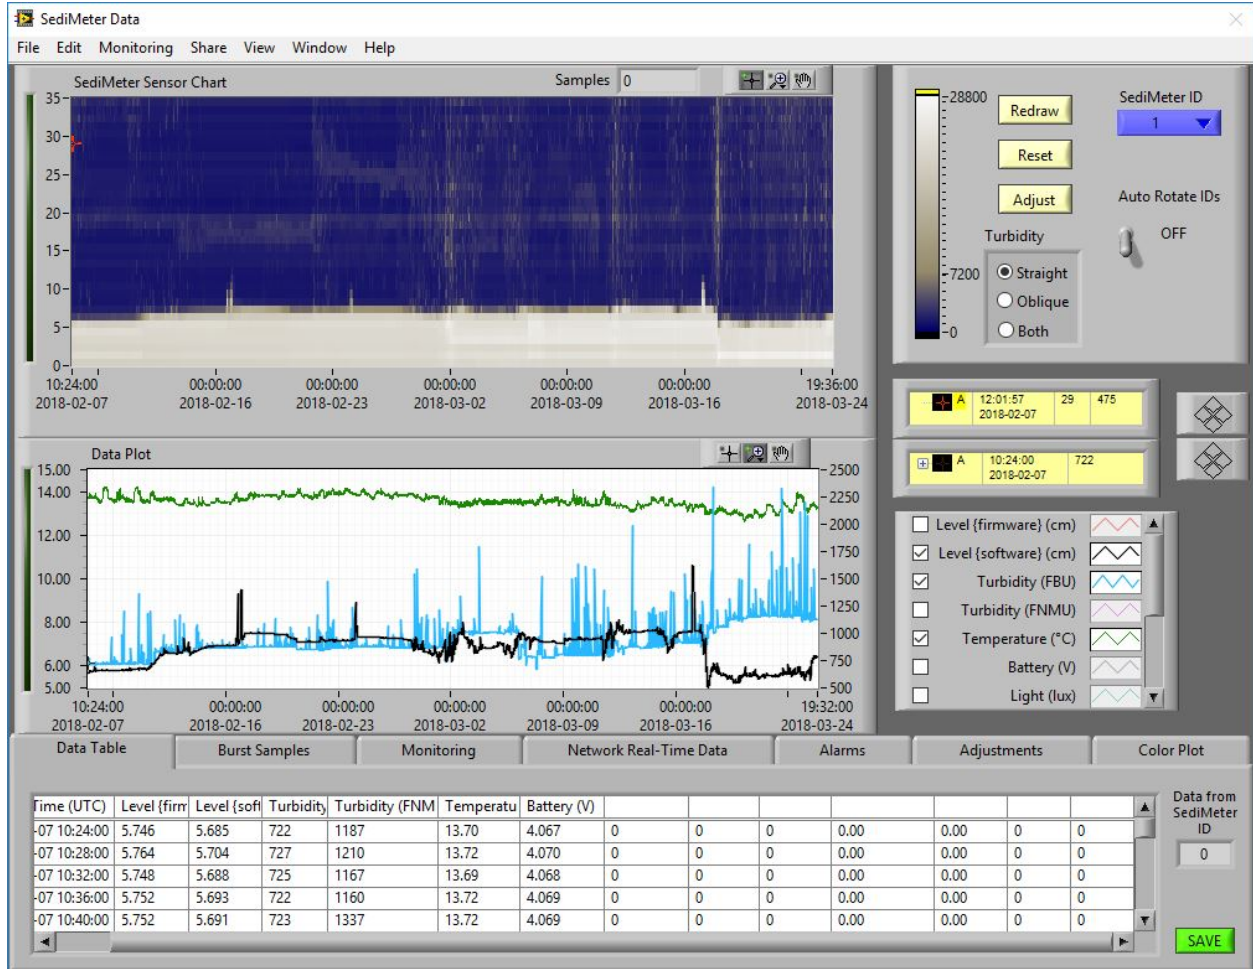 SediMeter Data
File Edit Monitoring Share View Window Help
SediMeter Sensor Chart
Samples 0
35
30
25
20
15
10
5
0
10:24:00 00:00:00 00:00:00 00:00:00 00:00:00 00:00:00 19:36:00
2018-02-07 2018-02-16 2018-02-23 2018-03-02 2018-03-09 2018-03-16 2018-03-24
28800
7200
0
Redraw
Reset
Adjust
Turbidity
Straight
Oblique
Both
SediMeter ID
1
Auto Rotate IDs
OFF
A 12:01:57 29 475
2018-02-07
A 10:24:00 722
2018-02-07
Data Plot
15.00
14.00
12.00
10.00
8.00
6.00
5.00
2500
2250
2000
1750
1500
1250
1000
750
500
10:24:00 00:00:00 00:00:00 00:00:00 00:00:00 00:00:00 19:32:00
2018-02-07 2018-02-16 2018-02-23 2018-03-02 2018-03-09 2018-03-16 2018-03-24
Level {firmware} (cm)
Level {software} (cm)
Turbidity (FBU)
Turbidity (FNMU)
Temperature (°C)
Battery (V)
Light (lux)
Data Table Burst Samples Monitoring Network Real-Time Data Alarms Adjustments Color Plot
Time (UTC) Level {firm Level {soft Turbidity Turbidity (FNM Temperatu Battery (V)
-07 10:24:00 5.746 5.685 722 1187 13.70 4.067 0 0 0 0.00 0.00 0 0
-07 10:28:00 5.764 5.704 727 1210 13.72 4.070 0 0 0 0.00 0.00 0 0
-07 10:32:00 5.748 5.688 725 1167 13.69 4.068 0 0 0 0.00 0.00 0 0
-07 10:36:00 5.752 5.693 722 1160 13.72 4.069 0 0 0 0.00 0.00 0 0
-07 10:40:00 5.752 5.691 723 1337 13.72 4.069 0 0 0 0.00 0.00 0 0
Data from
SediMeter
ID
0
SAVE